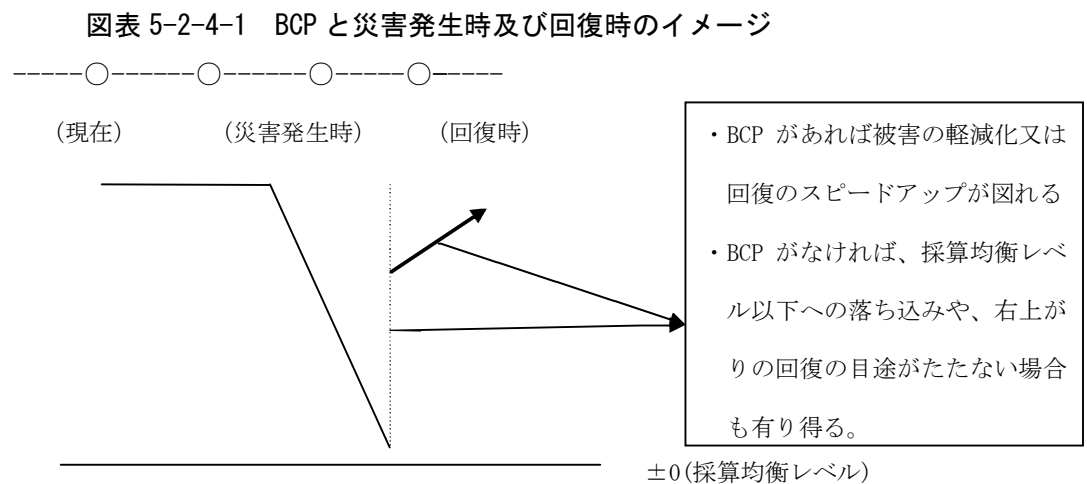 図表 5-2-4-1　BCP と災害発生時及び回復時のイメージ
-----○------○------○-----○-----
(現在)　(災害発生時)　(回復時)
・BCP があれば被害の軽減化又は
回復のスピードアップが図れる
・BCP がなければ、採算均衡レベ
ル以下への落ち込みや、右上が
りの回復の目途がたたない場合
も有り得る。
±0(採算均衡レベル)